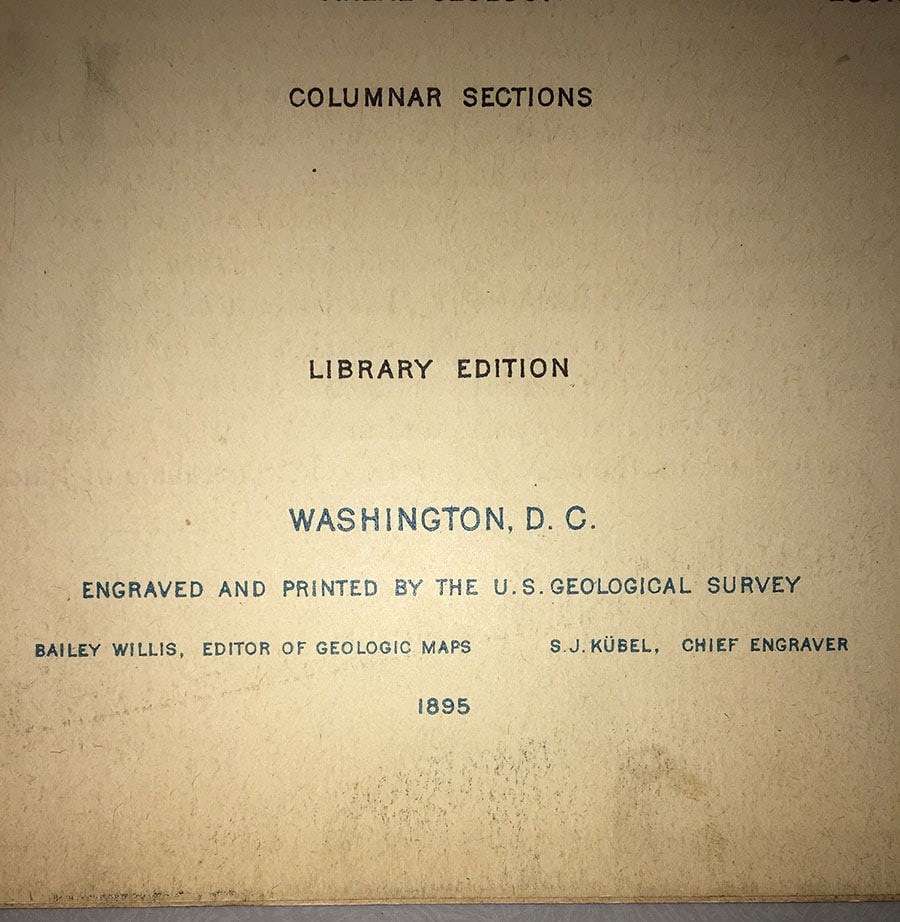 COLUMNAR SECTIONS
LIBRARY EDITION
WASHINGTON, D. C.
ENGRAVED AND PRINTED BY THE U.S. GEOLOGICAL SURVEY
BAILEY WILLIS, EDITOR OF GEOLOGIC MAPS S.J. KÜBEL, CHIEF ENGRAVER
1895